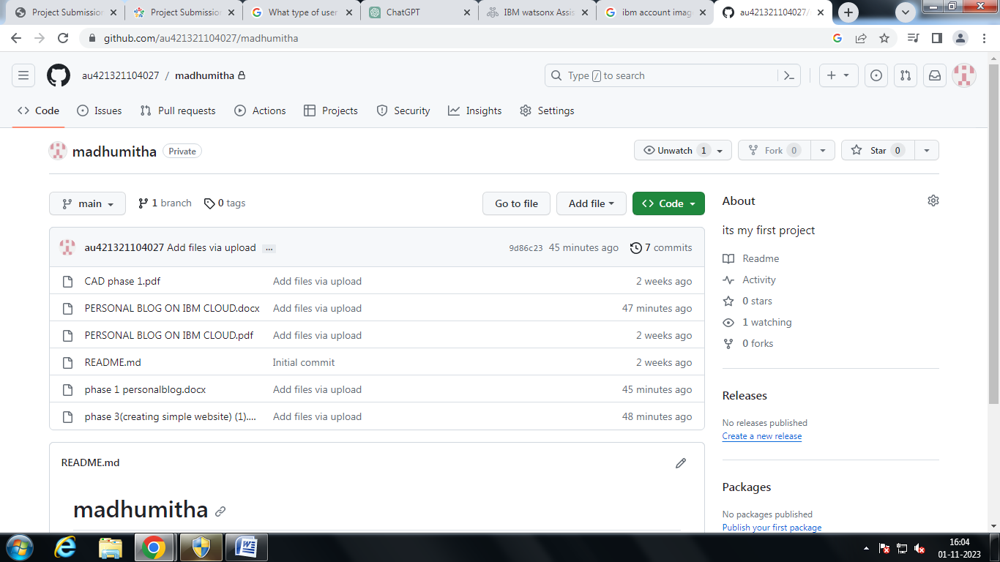 Project Submission
Project Submission
What type of user
ChatGPT
IBM watsonx Assis
ibm account imag
au421321104027/
github.com/au421321104027/madhumitha
au421321104027 / madhumitha
Type / to search
Code
Issues
Pull requests
Actions
Projects
Security
Insights
Settings
madhumitha Private
Unwatch 1
Fork 0
Star 0
main
1 branch
0 tags
Go to file
Add file
Code
au421321104027 Add files via upload ... 9d86c23 45 minutes ago 7 commits
CAD phase 1.pdf Add files via upload 2 weeks ago
PERSONAL BLOG ON IBM CLOUD.docx Add files via upload 47 minutes ago
PERSONAL BLOG ON IBM CLOUD.pdf Add files via upload 2 weeks ago
README.md Initial commit 2 weeks ago
phase 1 personalblog.docx Add files via upload 45 minutes ago
phase 3(creating simple website) (1).... Add files via upload 48 minutes ago
README.md
madhumitha
About
its my first project
Readme
Activity
0 stars
1 watching
0 forks
Releases
No releases published
Create a new release
Packages
No packages published
Publish your first package
16:04
01-11-2023